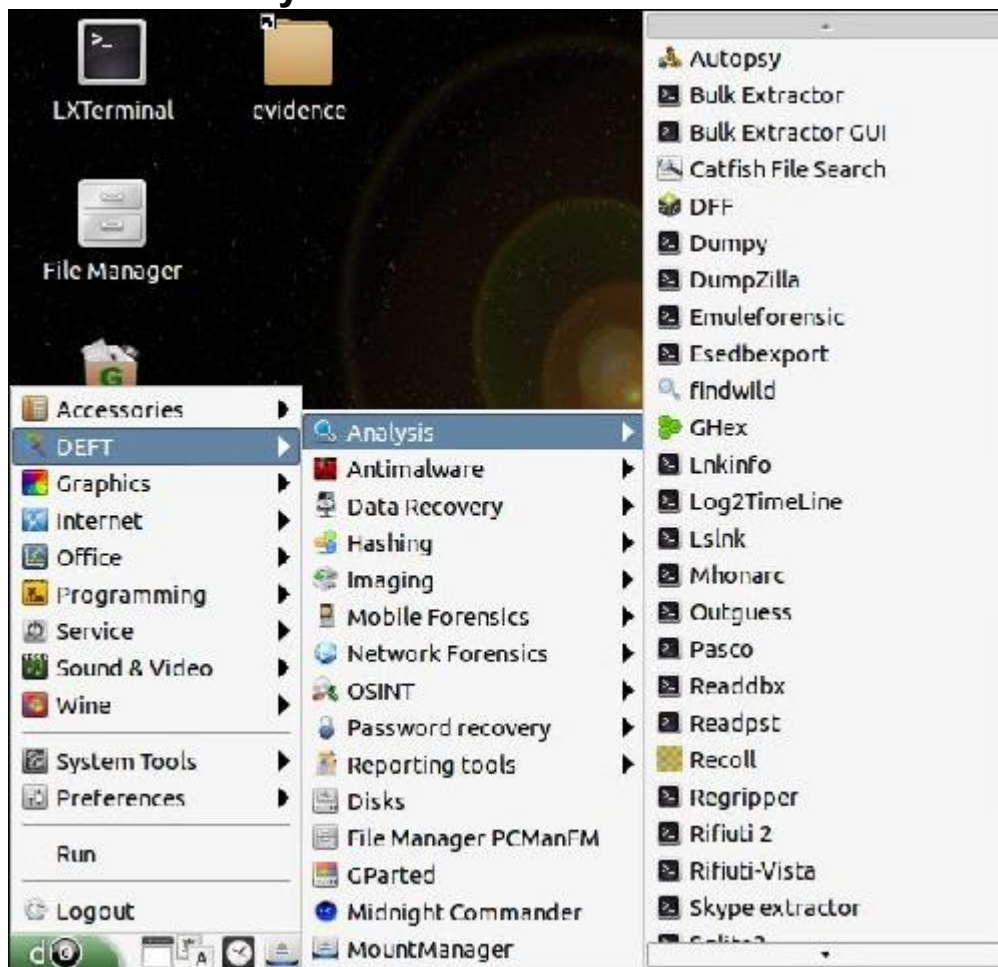 LXTerminal
evidence
File Manager
Accessories
DEFT
Graphics
Internet
Office
Programming
Service
Sound & Video
Wine
System Tools
Preferences
Run
Logout
Analysis
Antimalware
Data Recovery
Hashing
Imaging
Mobile Forensics
Network Forensics
OSINT
Password recovery
Reporting tools
Disks
File Manager PCManFM
GParted
Midnight Commander
MountManager
Autopsy
Bulk Extractor
Bulk Extractor GUI
Catfish File Search
DFF
Dumpy
DumpZilla
Emuleforensic
Esedbexport
findwild
GHex
Lnkinfo
Log2TimeLine
Lslnk
Mhonarc
Outguess
Pasco
Readdbx
Readpst
Recoll
Regripper
Rifiuti 2
Rifiuti-Vista
Skype extractor